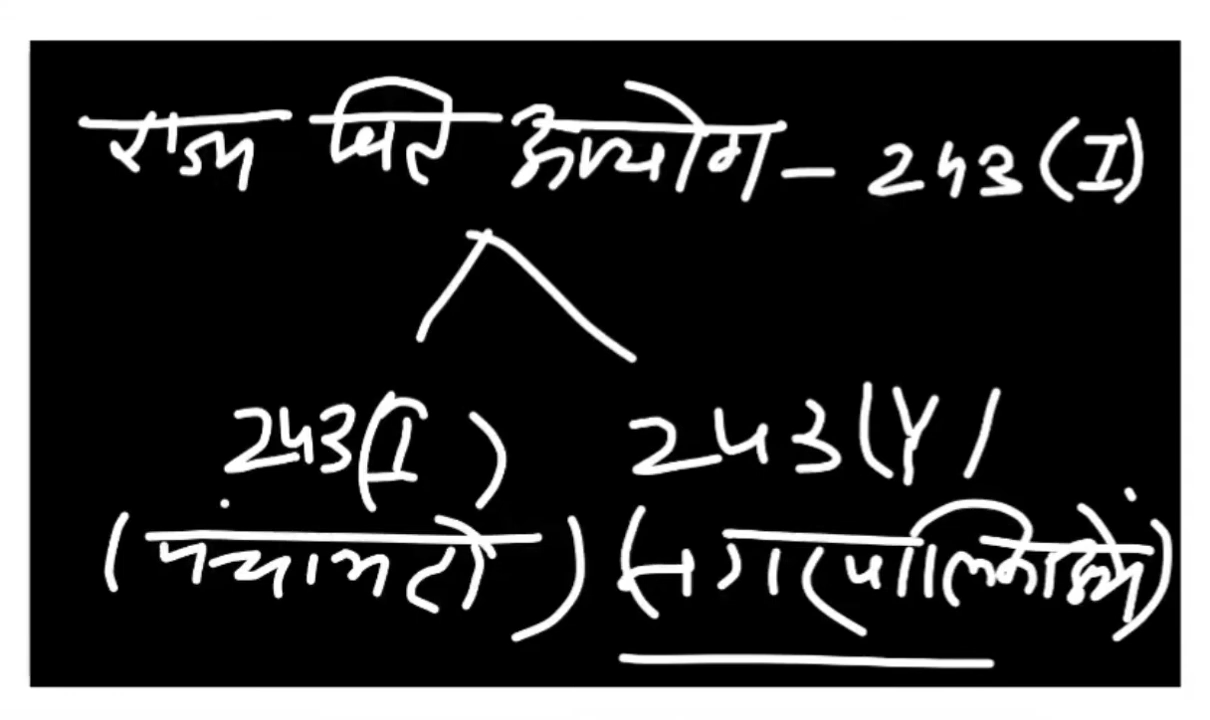 राज्य वित्त आयोग - 243 (I)
243(I) 243(Y)
(पंचायतों) (नगरपालिकाओं)